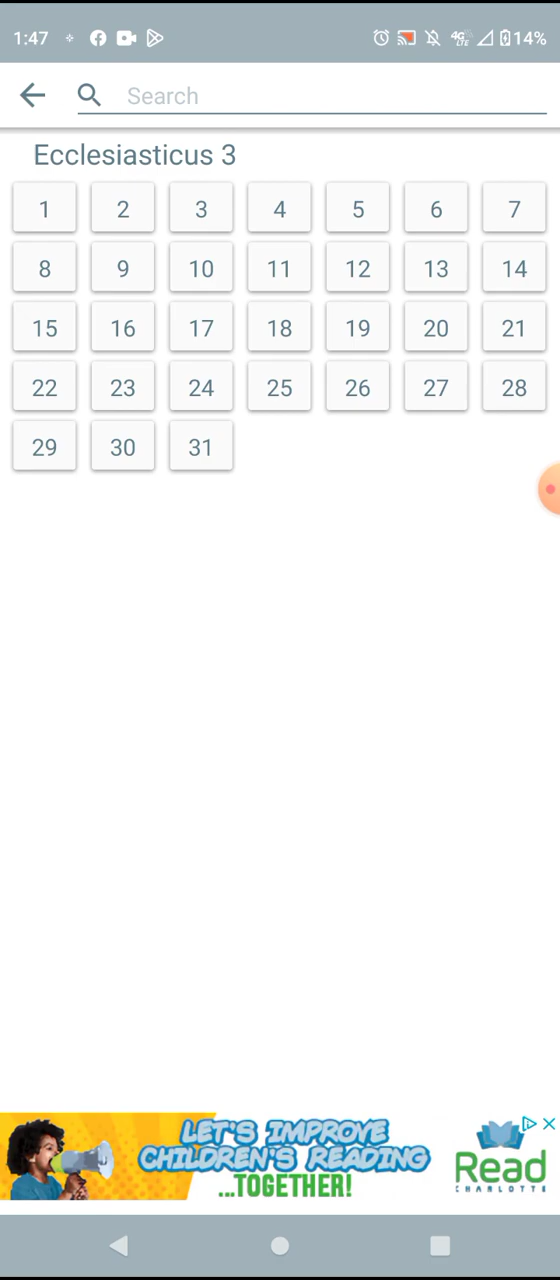 1:47 4G LTE 14%
Search
Ecclesiasticus 3
1 2 3 4 5 6 7
8 9 10 11 12 13 14
15 16 17 18 19 20 21
22 23 24 25 26 27 28
29 30 31
LET'S IMPROVE
CHILDREN'S READING
...TOGETHER!
Read
CHARLOTTE